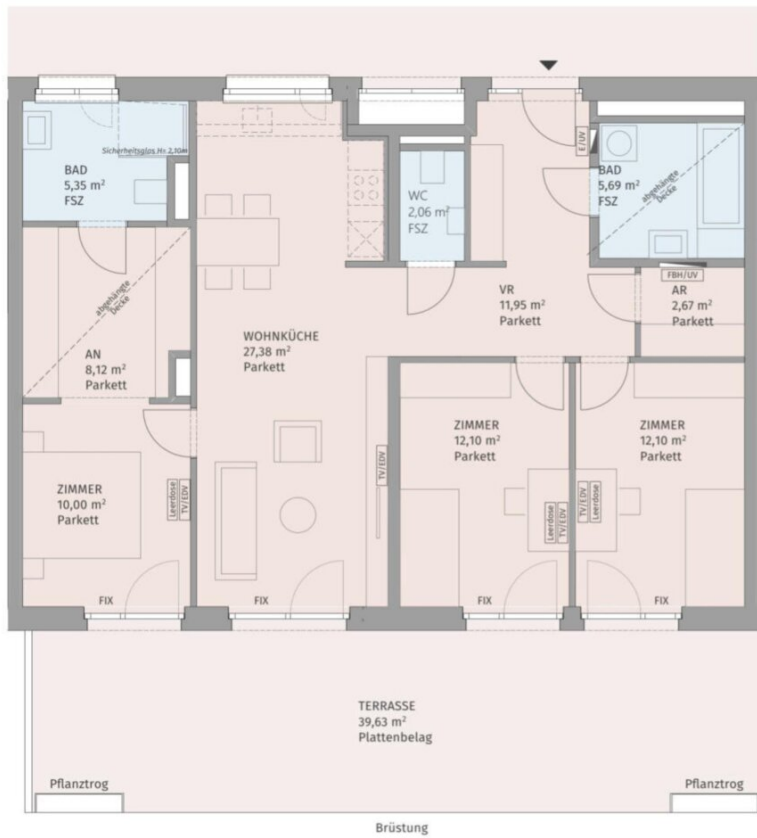 Sicherheitsglas H= 2,10m
BAD
5,35 m²
FSZ
WC
2,06 m²
FSZ
E/UV
BAD
5,69 m²
FSZ
abgehängte
Decke
FBH/UV
AR
2,67 m²
Parkett
VR
11,95 m²
Parkett
abgehängte
Decke
AN
8,12 m²
Parkett
WOHNKÜCHE
27,38 m²
Parkett
ZIMMER
12,10 m²
Parkett
ZIMMER
12,10 m²
Parkett
ZIMMER
10,00 m²
Parkett
Leerdose
TV/EDV
TV/EDV
Leerdose
TV/EDV
TV/EDV
Leerdose
FIX
FIX
FIX
FIX
TERRASSE
39,63 m²
Plattenbelag
Pflanztrog
Pflanztrog
Brüstung